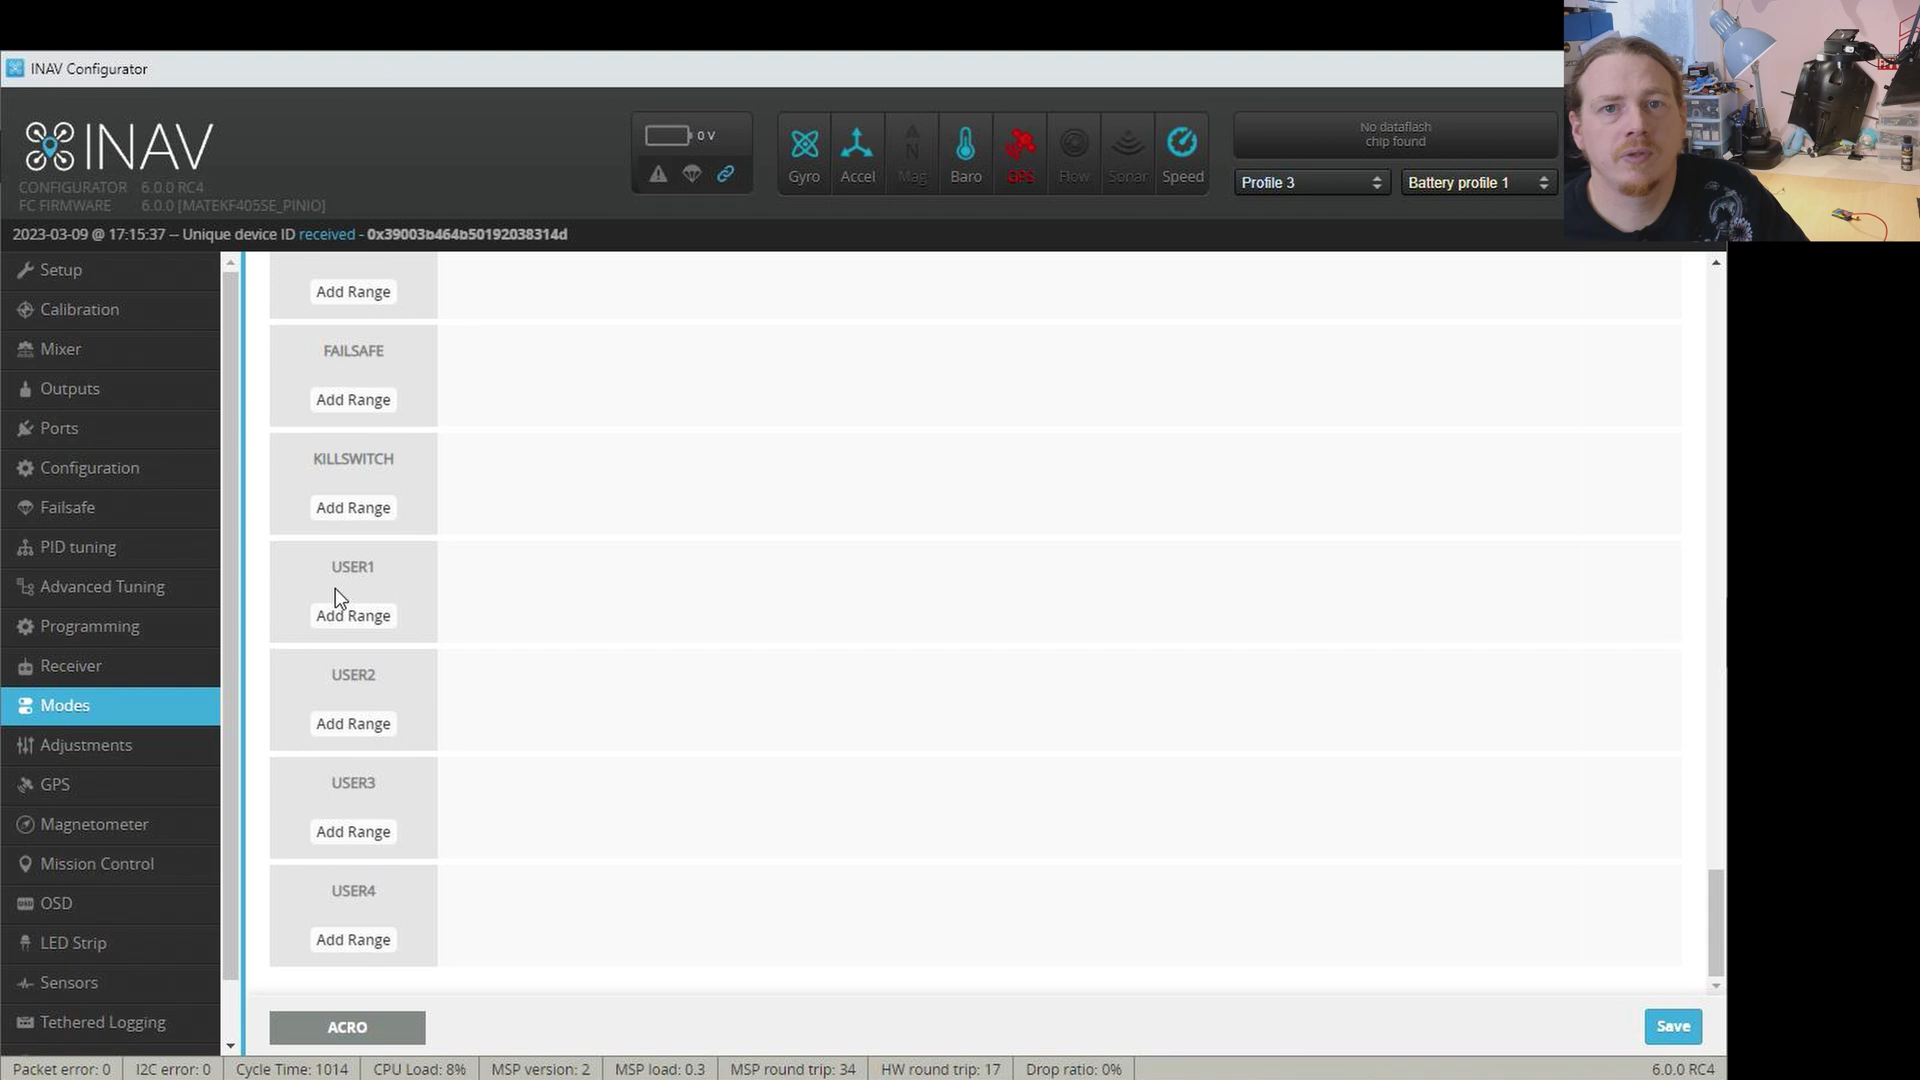 INAV Configurator
INAV
CONFIGURATOR 6.0.0 RC4
FC FIRMWARE 6.0.0 [MATEKF405SE_PINIO]
0 V
Gyro
Accel
Mag
Baro
GPS
Flow
Sonar
Speed
No dataflash
chip found
Profile 3
Battery profile 1
2023-03-09 @ 17:15:37 -- Unique device ID received - 0x39003b464b50192038314d
Setup
Calibration
Mixer
Outputs
Ports
Configuration
Failsafe
PID tuning
Advanced Tuning
Programming
Receiver
Modes
Adjustments
GPS
Magnetometer
Mission Control
OSD
LED Strip
Sensors
Tethered Logging
Add Range
FAILSAFE
Add Range
KILLSWITCH
Add Range
USER1
Add Range
USER2
Add Range
USER3
Add Range
USER4
Add Range
ACRO
Save
Packet error: 0
I2C error: 0
Cycle Time: 1014
CPU Load: 8%
MSP version: 2
MSP load: 0.3
MSP round trip: 34
HW round trip: 17
Drop ratio: 0%
6.0.0 RC4